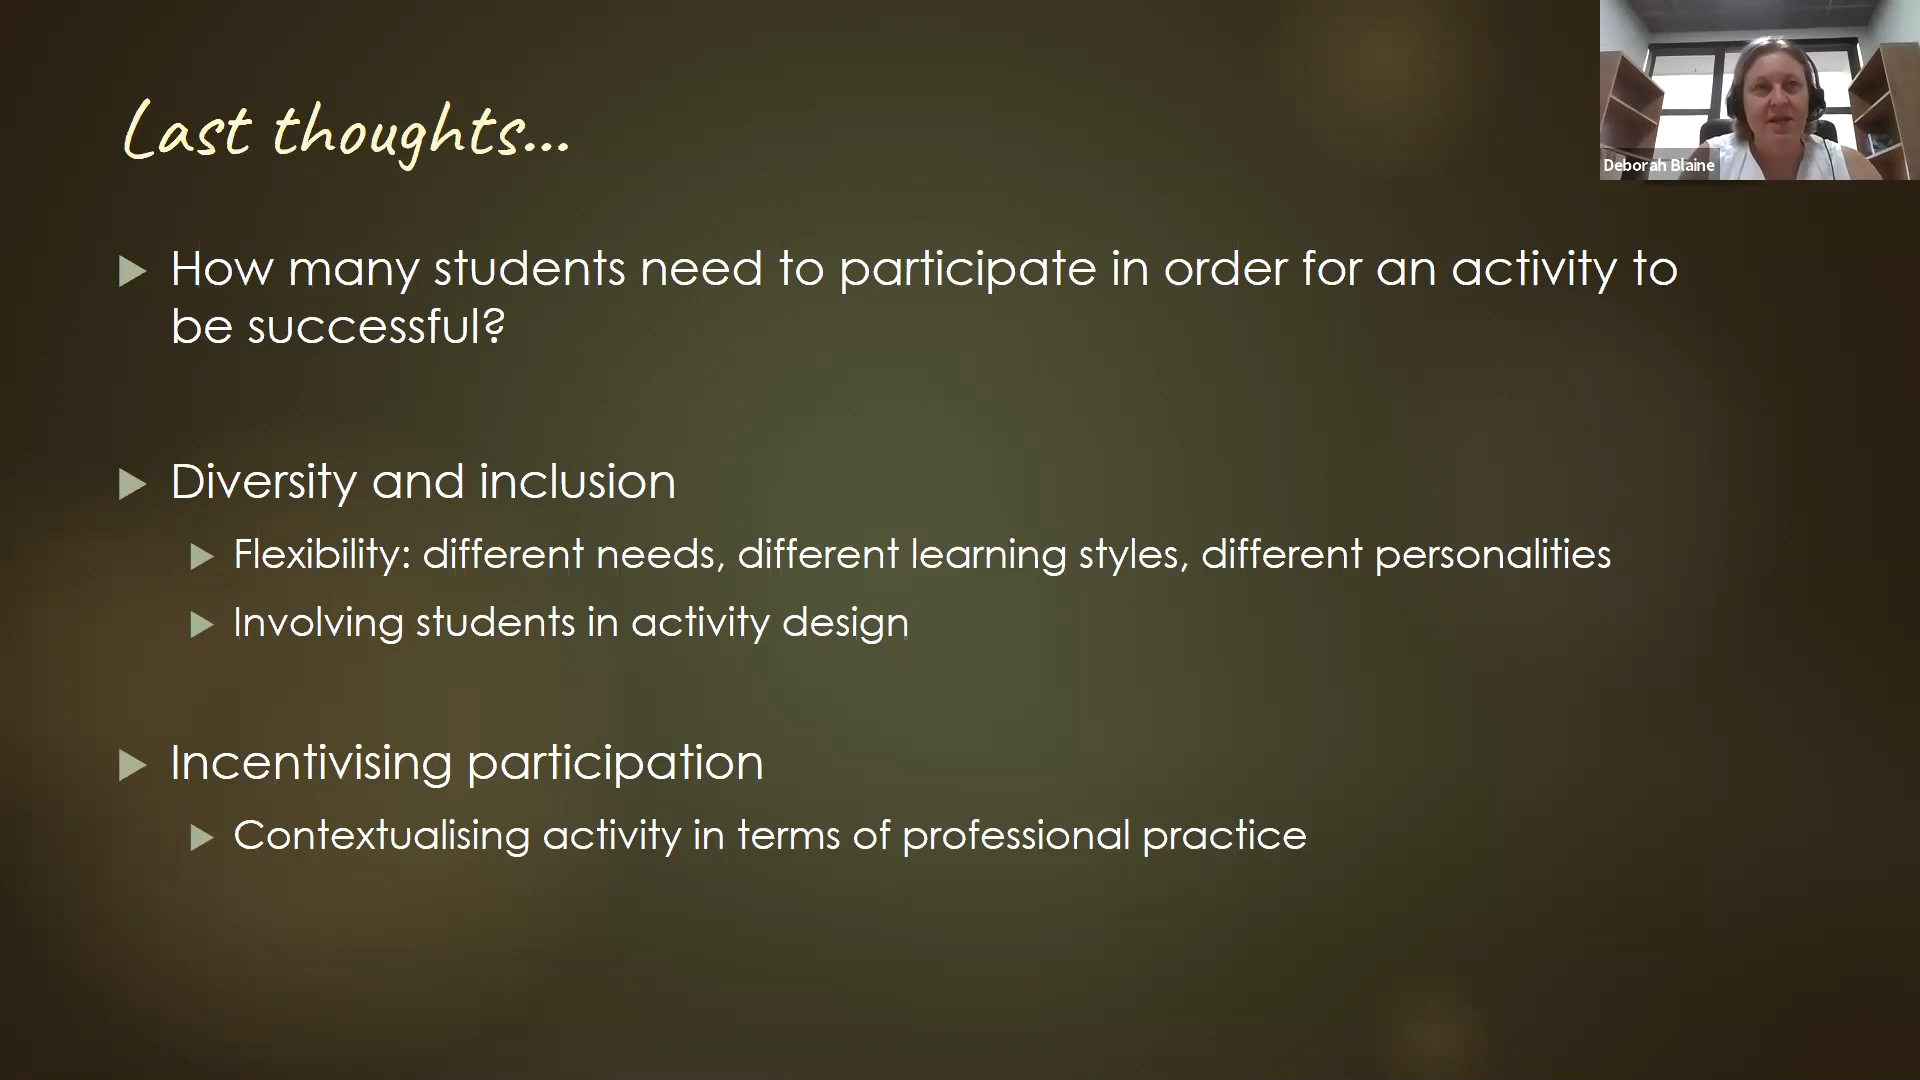 Last thoughts...
Deborah Blaine
How many students need to participate in order for an activity to
be successful?
Diversity and inclusion
Flexibility: different needs, different learning styles, different personalities
Involving students in activity design
Incentivising participation
Contextualising activity in terms of professional practice